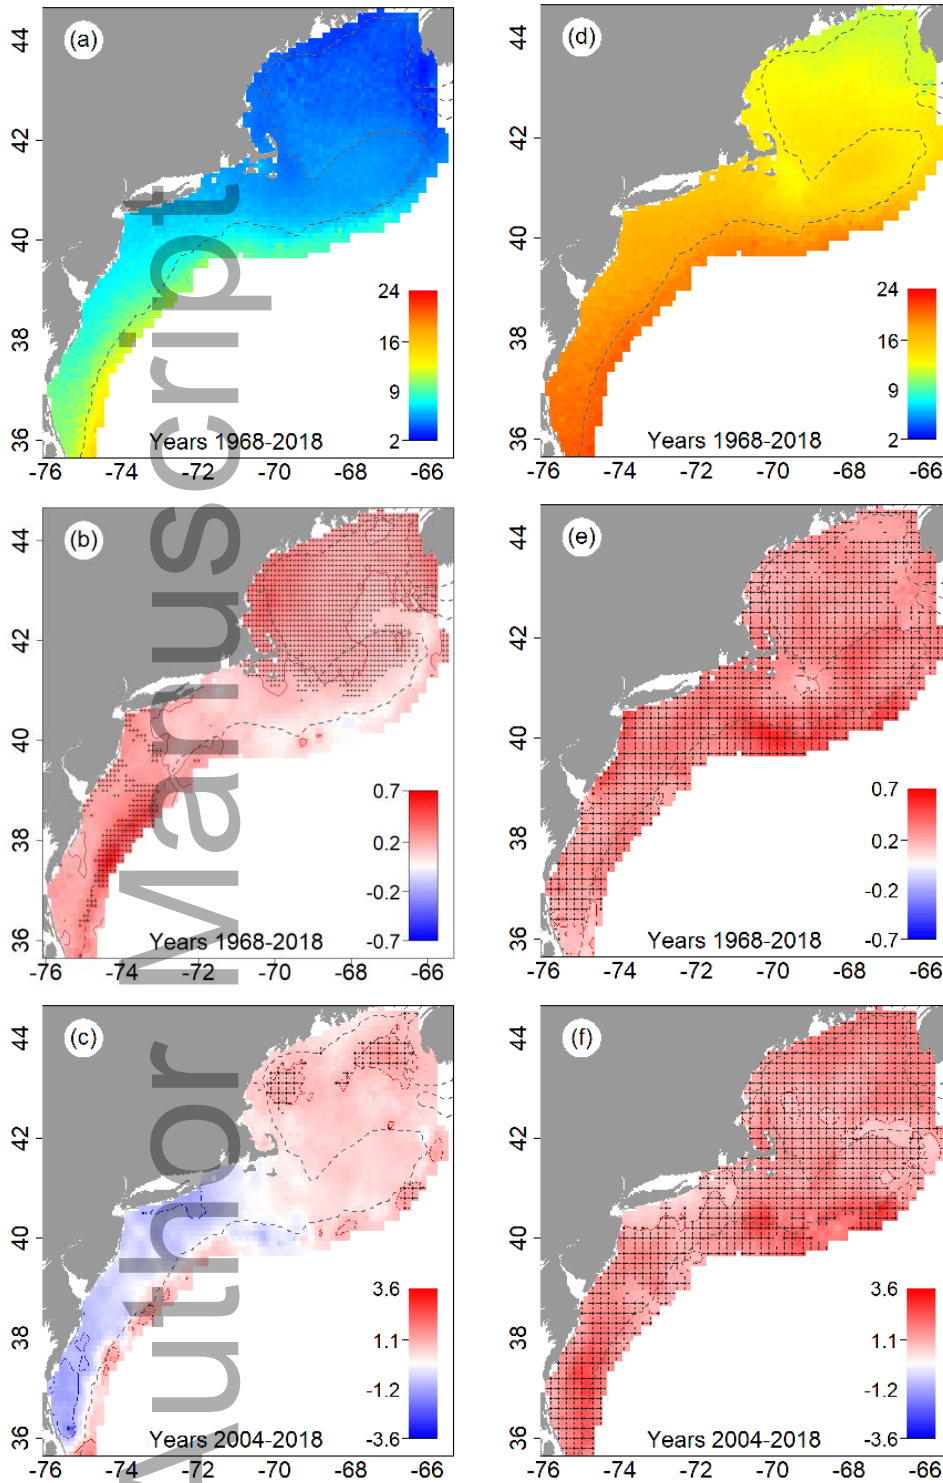 (a)
44
42
40
38
36
24
16
9
2
Years 1968-2018
-76 -74 -72 -70 -68 -66
(d)
44
42
40
38
36
24
16
9
2
Years 1968-2018
-76 -74 -72 -70 -68 -66
(b)
44
42
40
38
36
0.7
0.2
-0.2
-0.7
Years 1968-2018
-76 -74 -72 -70 -68 -66
(e)
44
42
40
38
36
0.7
0.2
-0.2
-0.7
Years 1968-2018
-76 -74 -72 -70 -68 -66
(c)
44
42
40
38
36
3.6
1.1
-1.2
-3.6
Years 2004-2018
-76 -74 -72 -70 -68 -66
(f)
44
42
40
38
36
3.6
1.1
-1.2
-3.6
Years 2004-2018
-76 -74 -72 -70 -68 -66
Author Manuscript